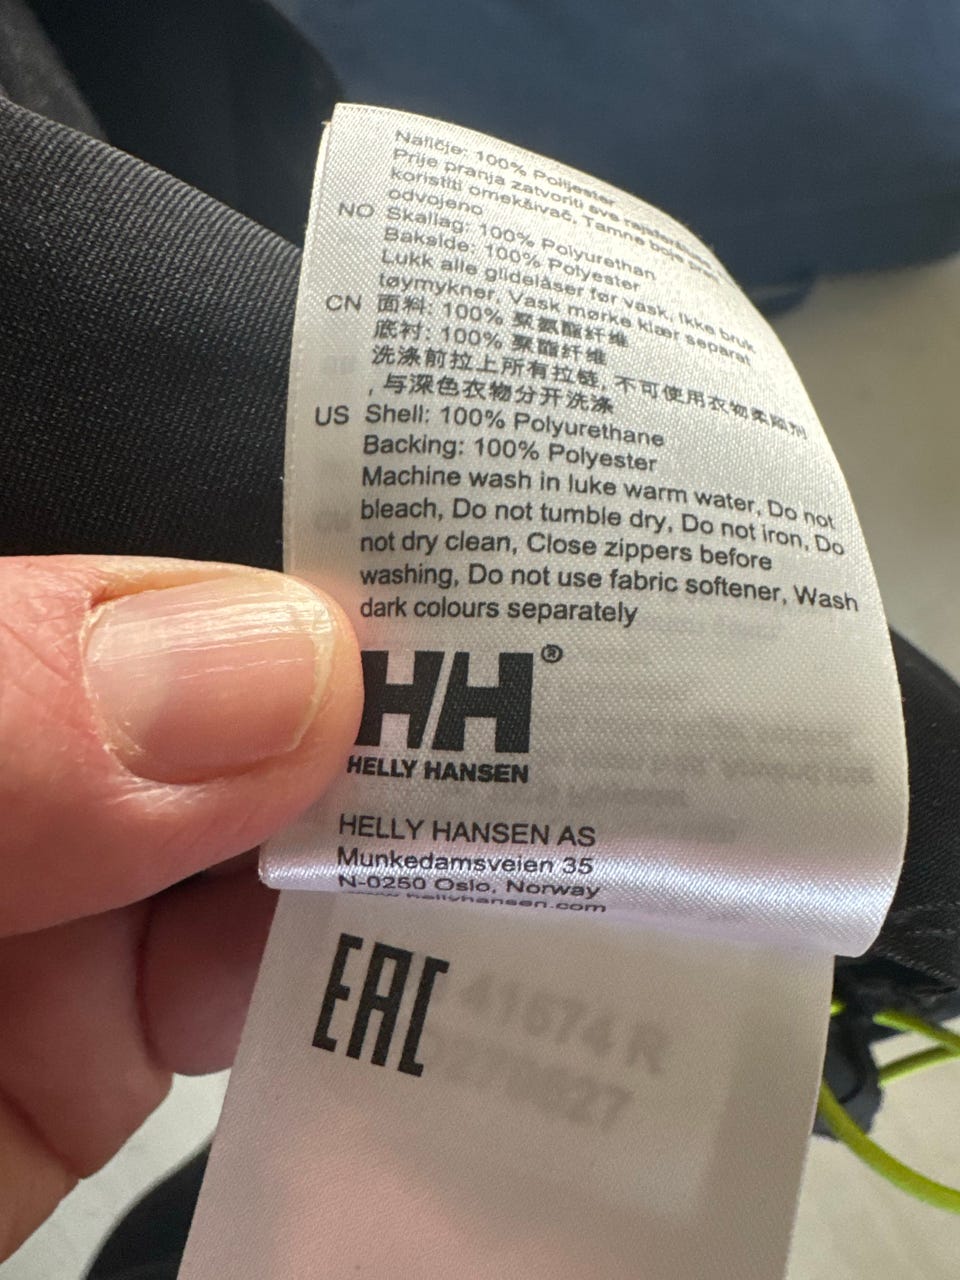 Naličje: 100% Polijester
Prije pranja zatvoriti sve
koristiti omekšivač, Tamne boje prati
odvojeno
NO Skallag: 100% Polyurethan
Bakside: 100% Polyester
Lukk alle glidelåser før vask, Ikke bruk
tøymykner, Vask mørke klær separat
CN 面料: 100% 聚氨酯纤维
底衬: 100% 聚酯纤维
洗涤前拉上所有拉链, 不可使用衣物柔顺剂
, 与深色衣物分开洗涤
US Shell: 100% Polyurethane
Backing: 100% Polyester
Machine wash in luke warm water, Do not
bleach, Do not tumble dry, Do not iron, Do
not dry clean, Close zippers before
washing, Do not use fabric softener, Wash
dark colours separately
HH®
HELLY HANSEN
HELLY HANSEN AS
Munkedamsveien 35
N-0250 Oslo, Norway
www.hellyhansen.com
EAC